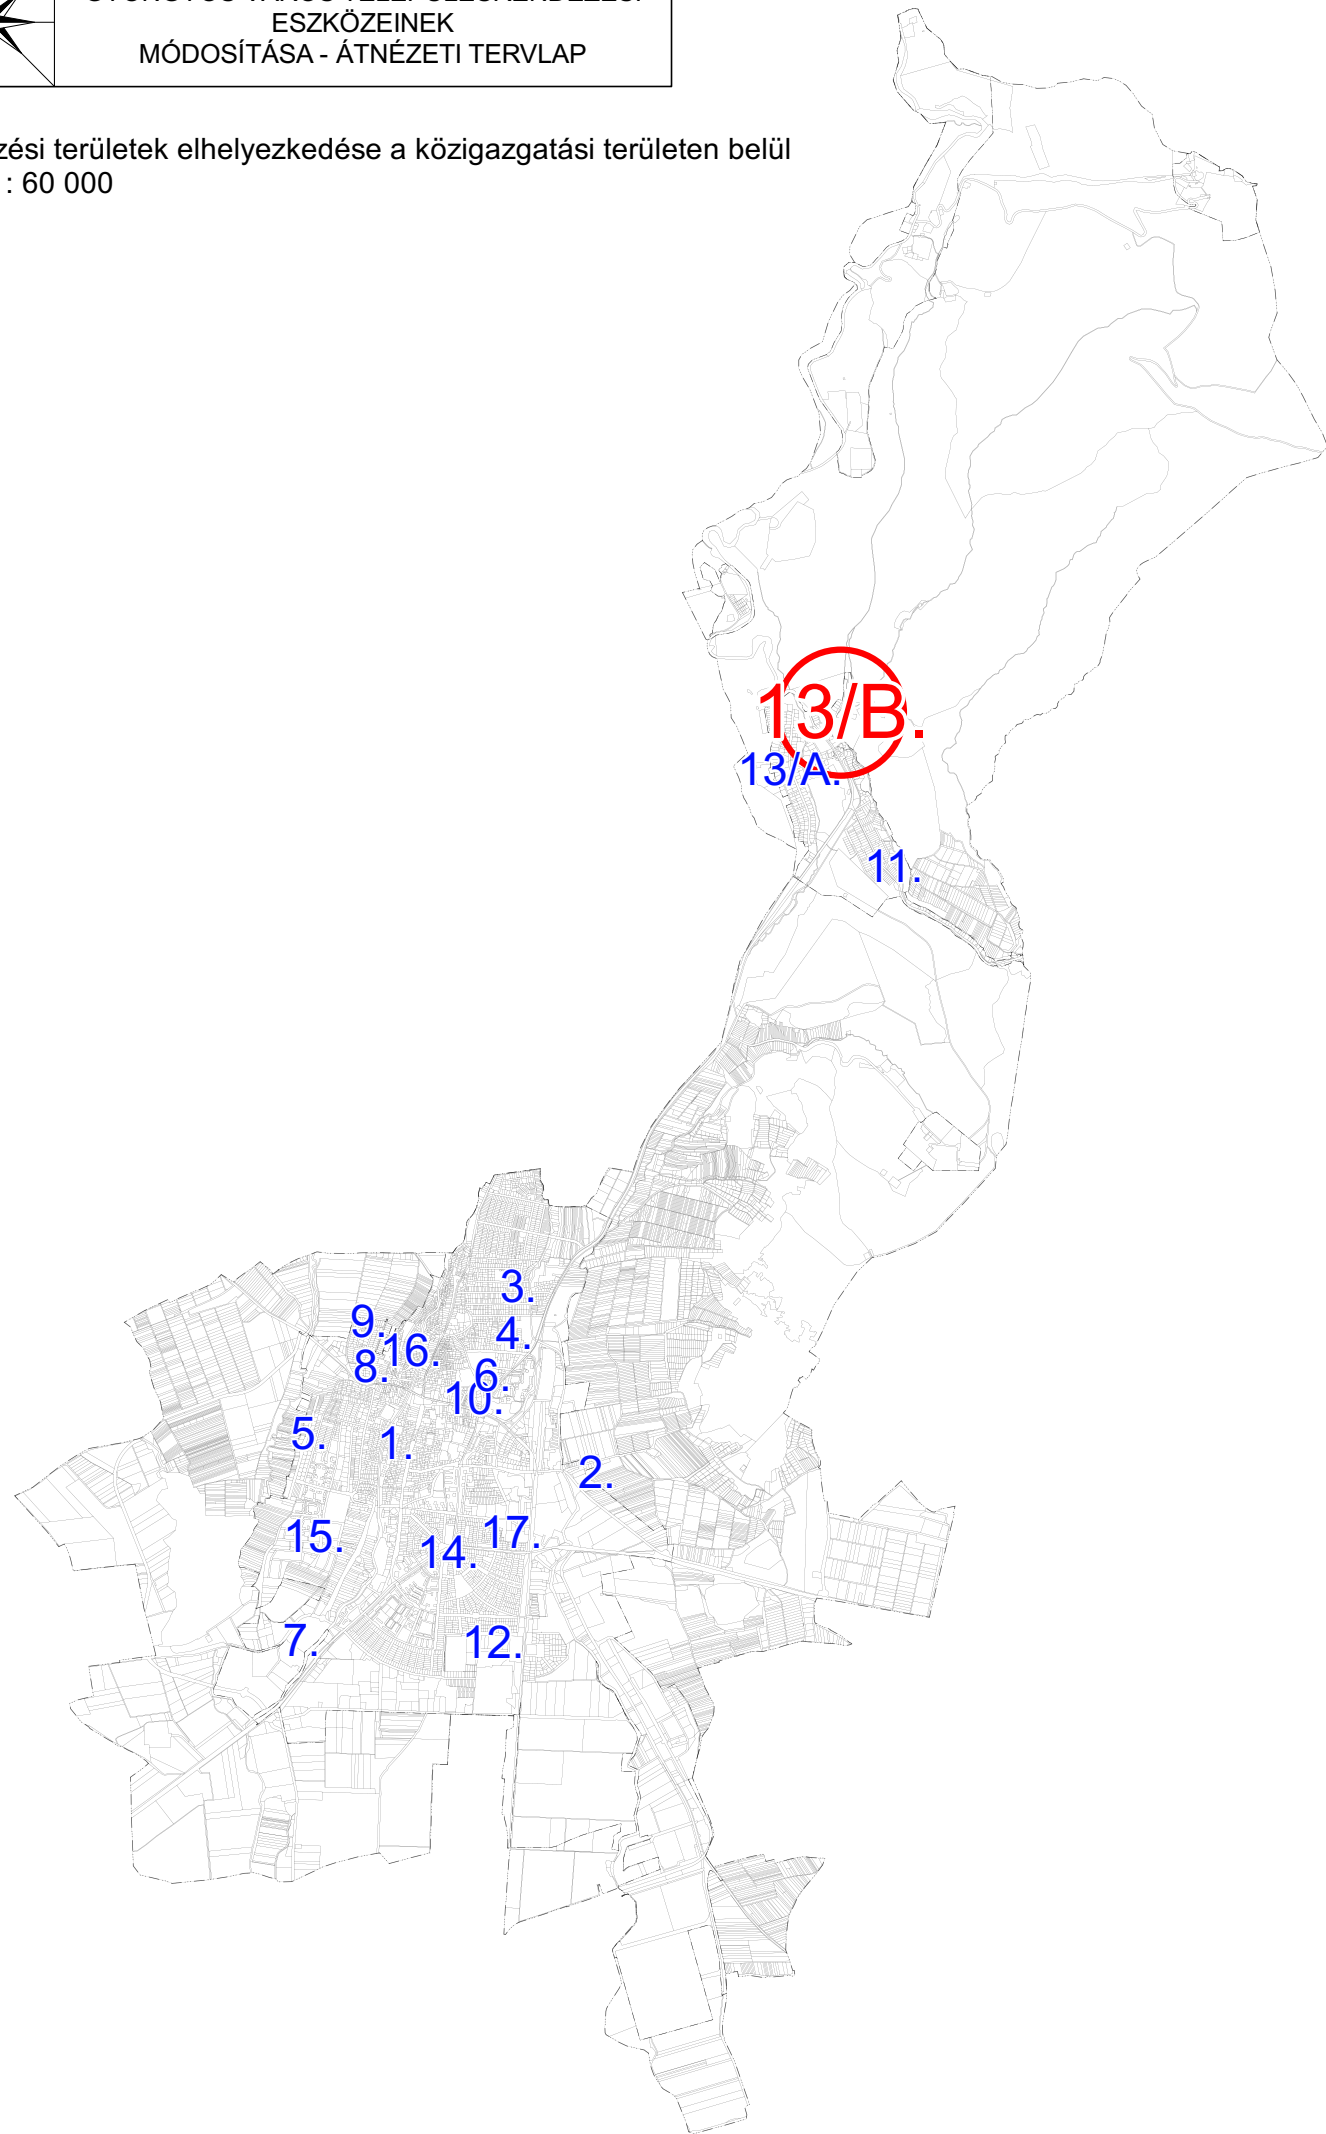 ESZKÖZEINEK
MÓDOSÍTÁSA - ÁTNÉZETI TERVLAP
zési területek elhelyezkedése a közigazgatási területen belül
: 60 000
13/B.
13/A.
11.
3.
9.
4.
16.
8.
6.
10.
5.
1.
2.
17.
15.
14.
7.
12.